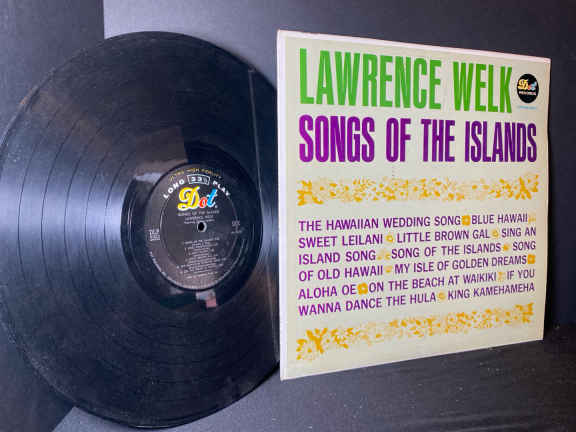 LAWRENCE WELK
Dot
SONGS OF THE ISLANDS
THE HAWAIIAN WEDDING SONG BLUE HAWAII
SWEET LEILANI LITTLE BROWN GAL SING AN
ISLAND SONG SONG OF THE ISLANDS SONG
OF OLD HAWAII MY ISLE OF GOLDEN DREAMS
ALOHA OE ON THE BEACH AT WAIKIKI IF YOU
WANNA DANCE THE HULA KING KAMEHAMEHA
ULTRA HIGH FIDELITY
LONG 33⅓ PLAY
Dot
SONGS OF THE ISLANDS
LAWRENCE WELK